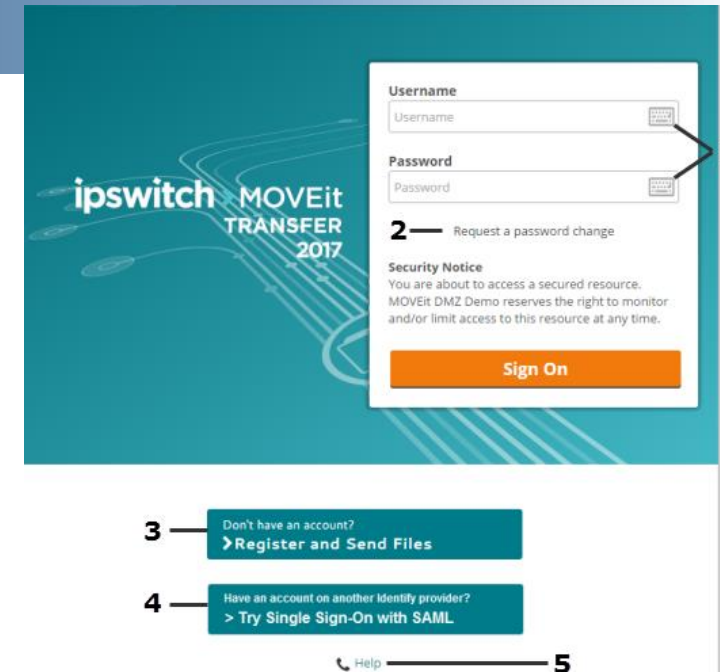 Username
Username
Password
Password
ipswitch MOVEit
TRANSFER
2017
2 Request a password change
Security Notice
You are about to access a secured resource.
MOVEit DMZ Demo reserves the right to monitor
and/or limit access to this resource at any time.
Sign On
3 Don't have an account?
>Register and Send Files
4 Have an account on another Identify provider?
> Try Single Sign-On with SAML
Help 5